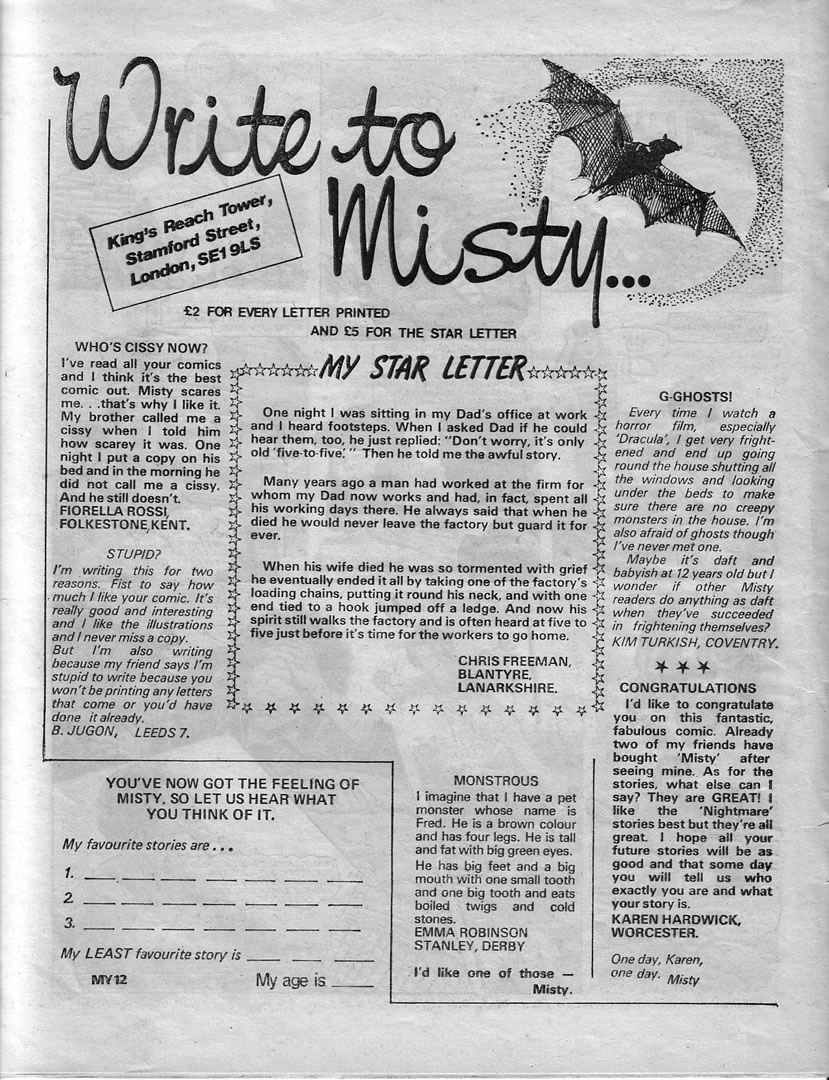 Write to
Misty...
King's Reach Tower,
Stamford Street,
London, SE1 9LS
£2 FOR EVERY LETTER PRINTED
AND £5 FOR THE STAR LETTER
WHO'S CISSY NOW?
I've read all your comics
and I think it's the best
comic out. Misty scares
me. . .that's why I like it.
My brother called me a
cissy when I told him
how scarey it was. One
night I put a copy on his
bed and in the morning he
did not call me a cissy.
And he still doesn't.
FIORELLA ROSSI,
FOLKESTONE, KENT.
STUPID?
I'm writing this for two
reasons. Fist to say how
much I like your comic. It's
really good and interesting
and I like the illustrations
and I never miss a copy.
But I'm also writing
because my friend says I'm
stupid to write because you
won't be printing any letters
that come or you'd have
done it already.
B. JUGON, LEEDS 7.
MY STAR LETTER
One night I was sitting in my Dad's office at work
and I heard footsteps. When I asked Dad if he could
hear them, too, he just replied: "Don't worry, it's only
old 'five-to-five.' " Then he told me the awful story.
Many years ago a man had worked at the firm for
whom my Dad now works and had, in fact, spent all
his working days there. He always said that when he
died he would never leave the factory but guard it for
ever.
When his wife died he was so tormented with grief
he eventually ended it all by taking one of the factory's
loading chains, putting it round his neck, and with one
end tied to a hook jumped off a ledge. And now his
spirit still walks the factory and is often heard at five to
five just before it's time for the workers to go home.
CHRIS FREEMAN,
BLANTYRE,
LANARKSHIRE.
G-GHOSTS!
Every time I watch a
horror film, especially
'Dracula', I get very fright-
ened and end up going
round the house shutting all
the windows and looking
under the beds to make
sure there are no creepy
monsters in the house. I'm
also afraid of ghosts though
I've never met one.
Maybe it's daft and
babyish at 12 years old but I
wonder if other Misty
readers do anything as daft
when they've succeeded
in frightening themselves?
KIM TURKISH, COVENTRY.
CONGRATULATIONS
I'd like to congratulate
you on this fantastic,
fabulous comic. Already
two of my friends have
bought 'Misty' after
seeing mine. As for the
stories, what else can I
say? They are GREAT! I
like the 'Nightmare'
stories best but they're all
great. I hope all your
future stories will be as
good and that some day
you will tell us who
exactly you are and what
your story is.
KAREN HARDWICK,
WORCESTER.
One day, Karen,
one day. Misty
YOU'VE NOW GOT THE FEELING OF
MISTY. SO LET US HEAR WHAT
YOU THINK OF IT.
My favourite stories are . . .
1.
2.
3.
My LEAST favourite story is
MY12 My age is
MONSTROUS
I imagine that I have a pet
monster whose name is
Fred. He is a brown colour
and has four legs. He is tall
and fat with big green eyes.
He has big feet and a big
mouth with one small tooth
and one big tooth and eats
boiled twigs and cold
stones.
EMMA ROBINSON
STANLEY, DERBY
I'd like one of those —
Misty.